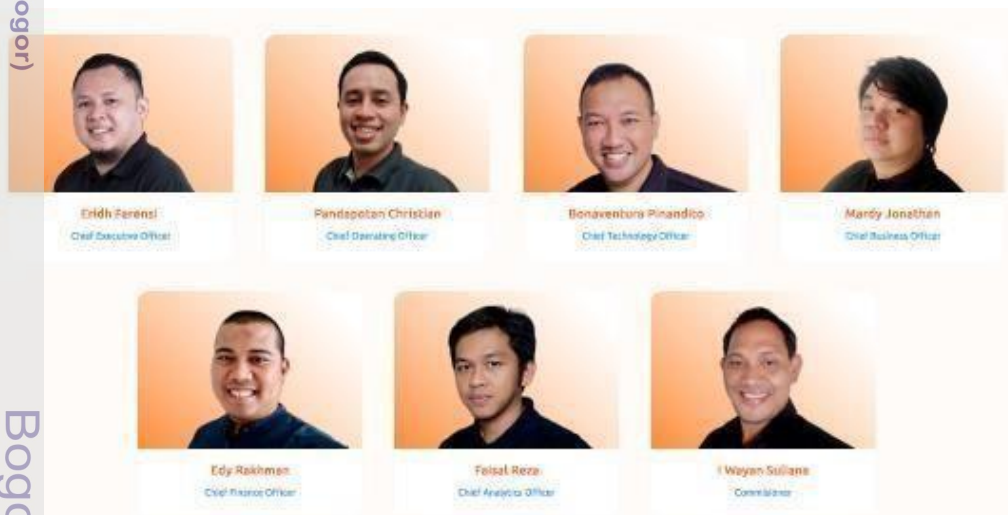 ogor)
Eridh Farensi
Chief Executive Officer
Pandapotan Christian
Chief Operating Officer
Bonaventura Pinandito
Chief Technology Officer
Mardy Jonathan
Chief Business Officer
Edy Rakhman
Chief Finance Officer
Faisal Reza
Chief Analytics Officer
I Wayan Suliana
Commisioner
Bogo